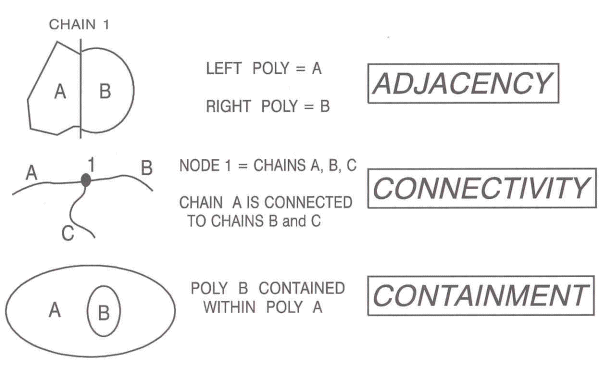 CHAIN 1
A B
LEFT POLY = A
RIGHT POLY = B
ADJACENCY
A 1 B
C
NODE 1 = CHAINS A, B, C
CHAIN A IS CONNECTED
TO CHAINS B and C
CONNECTIVITY
A B
POLY B CONTAINED
WITHIN POLY A
CONTAINMENT